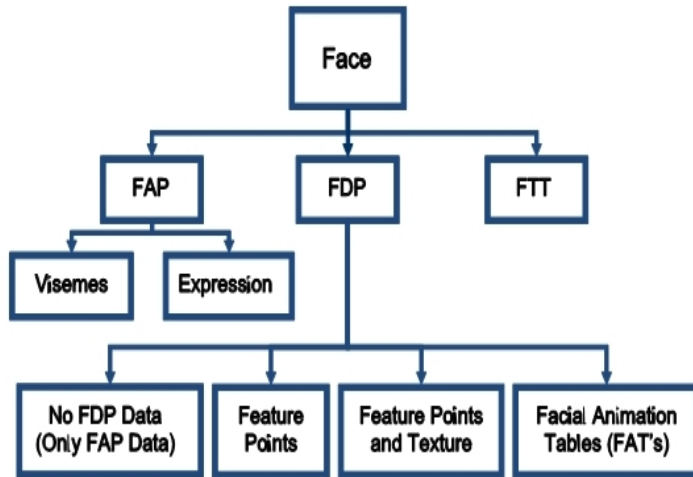 Face
FAP
FDP
FTT
Visemes
Expression
No FDP Data
(Only FAP Data)
Feature
Points
Feature Points
and Texture
Facial Animation
Tables (FAT's)